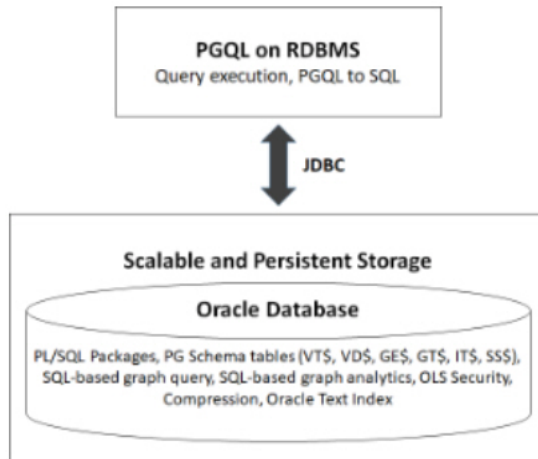 PGQL on RDBMS
Query execution, PGQL to SQL
JDBC
Scalable and Persistent Storage
Oracle Database
PL/SQL Packages, PG Schema tables (VT$, VD$, GE$, GT$, IT$, SS$),
SQL-based graph query, SQL-based graph analytics, OLS Security,
Compression, Oracle Text Index